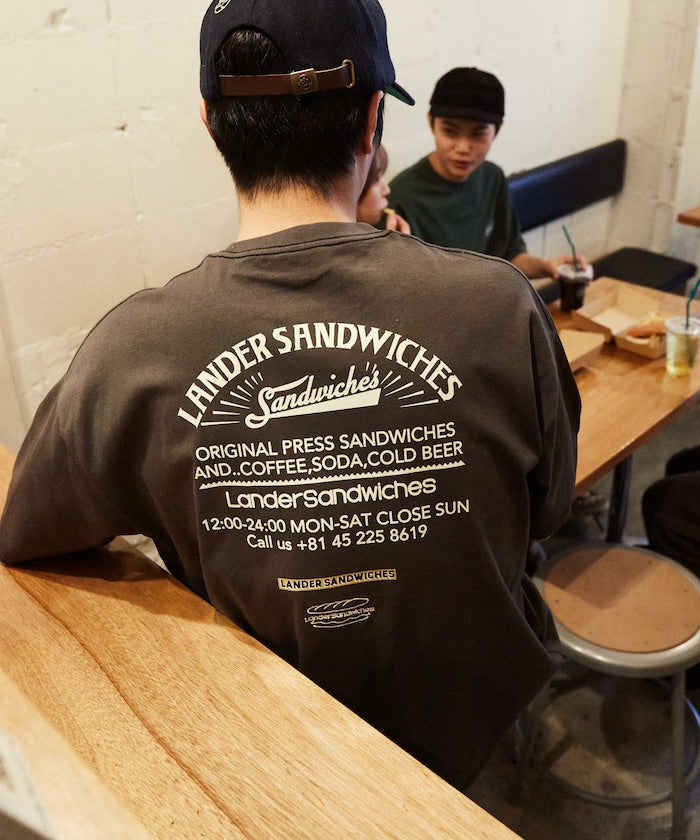 LANDER SANDWICHES
Sandwiches
ORIGINAL PRESS SANDWICHES
AND..COFFEE,SODA,COLD BEER
LanderSandwiches
12:00-24:00 MON-SAT CLOSE SUN
Call us +81 45 225 8619
LANDER SANDWICHES
LanderSandwiches